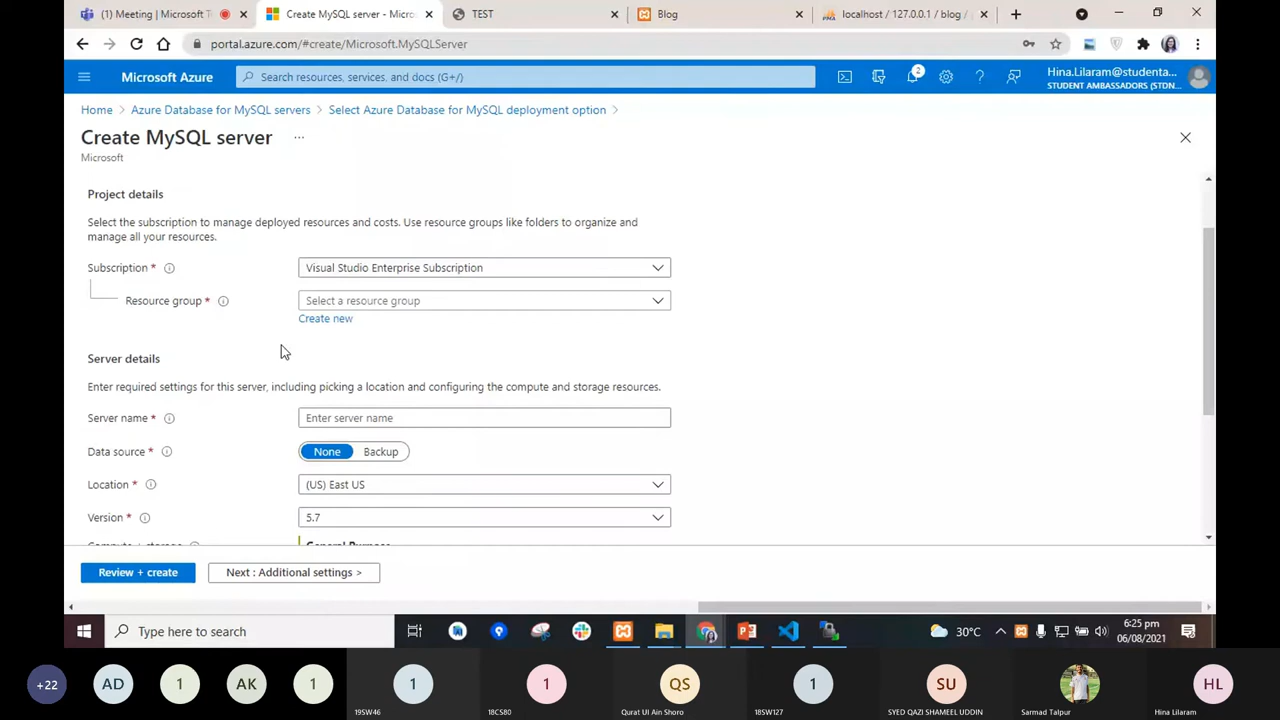 (1) Meeting | Microsoft T
Create MySQL server - Micro
TEST
Blog
localhost / 127.0.0.1 / blog /
portal.azure.com/#create/Microsoft.MySQLServer
Microsoft Azure
Search resources, services, and docs (G+/)
2
Hina.Lilaram@studenta...
STUDENT AMBASSADORS (STDN...
Home > Azure Database for MySQL servers > Select Azure Database for MySQL deployment option >
Create MySQL server ...
Microsoft
Project details
Select the subscription to manage deployed resources and costs. Use resource groups like folders to organize and
manage all your resources.
Subscription *
Visual Studio Enterprise Subscription
Resource group *
Select a resource group
Create new
Server details
Enter required settings for this server, including picking a location and configuring the compute and storage resources.
Server name *
Enter server name
Data source *
None Backup
Location *
(US) East US
Version *
5.7
Compute + storage
General Purpose
Review + create
Next : Additional settings >
Type here to search
30°C
6:25 pm
06/08/2021
+22
AD
1
AK
1
1
19SW46
1
18CS80
QS
Qurat Ul Ain Shoro
1
18SW127
SU
SYED QAZI SHAMEEL UDDIN
Sarmad Talpur
HL
Hina Lilaram